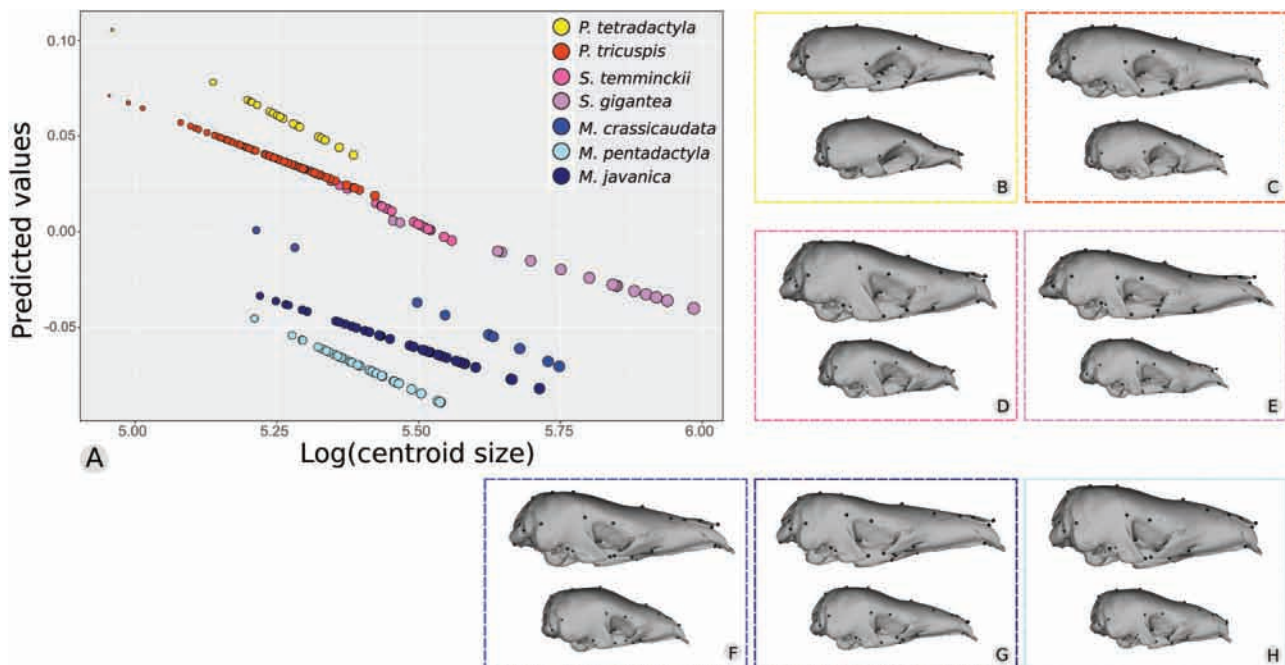 P. tetradactyla
P. tricuspis
S. temminckii
S. gigantea
M. crassicaudata
M. pentadactyla
M. javanica
Predicted values
0.10
0.05
0.00
-0.05
5.00
5.25
5.50
5.75
6.00
Log(centroid size)
A
B
C
D
E
F
G
H